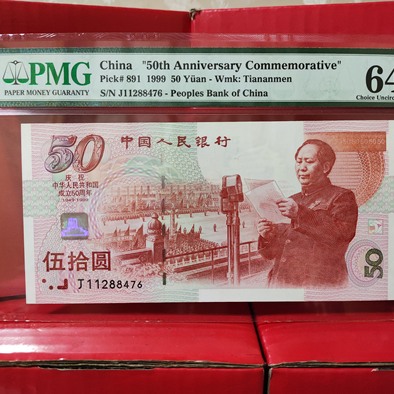 PMG
PAPER MONEY GUARANTY
China "50th Anniversary Commemorative"
Pick# 891 1999 50 Yüan - Wmk: Tiananmen
S/N J11288476 - Peoples Bank of China
64
Choice Uncirc
50
中国人民银行
庆祝
中华人民共和国
成立50周年
1949-1999
伍拾圆
J11288476
50